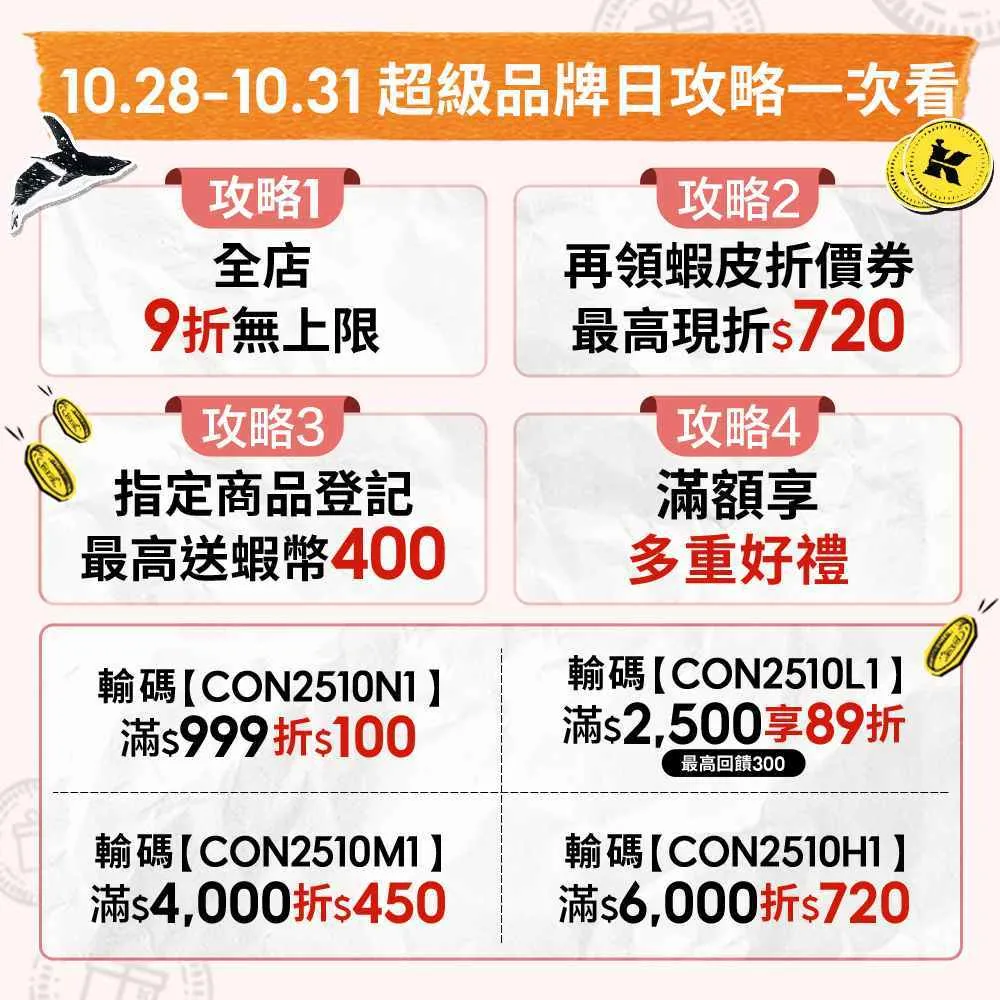 10.28-10.31 超級品牌日攻略一次看
K
攻略1
全店
9折無上限
攻略2
再領蝦皮折價券
最高現折$720
攻略3
指定商品登記
最高送蝦幣400
攻略4
滿額享
多重好禮
輸碼【CON2510N1】
滿$999折$100
輸碼【CON2510L1】
滿$2,500享89折
最高回饋300
輸碼【CON2510M1】
滿$4,000折$450
輸碼【CON2510H1】
滿$6,000折$720